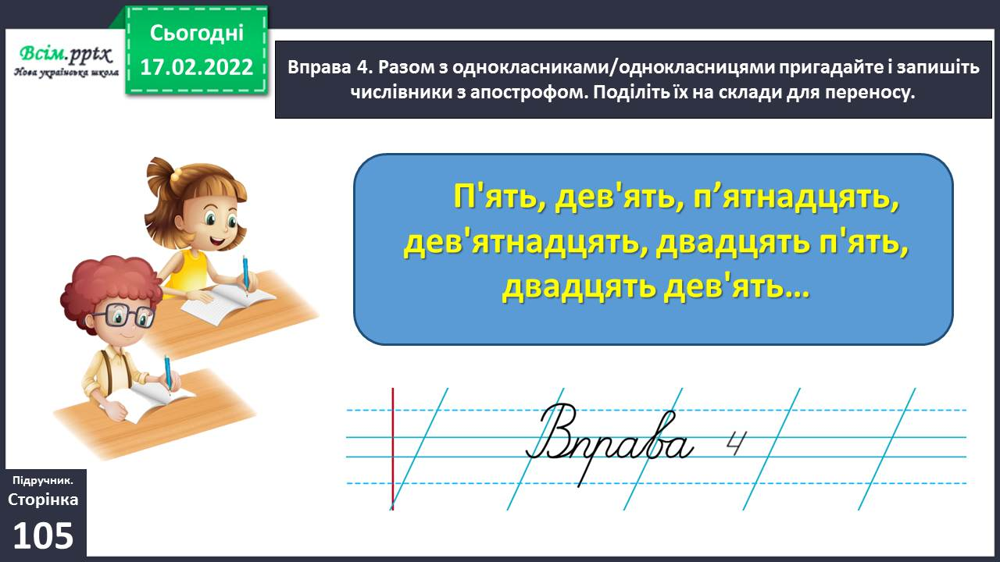 Всім.pptx
Нова українська школа
Сьогодні
17.02.2022
Вправа 4. Разом з однокласниками/однокласницями пригадайте і запишіть
числівники з апострофом. Поділіть їх на склади для переносу.
П'ять, дев'ять, п’ятнадцять,
дев'ятнадцять, двадцять п'ять,
двадцять дев'ять…
Вправа 4
Підручник.
Сторінка
105